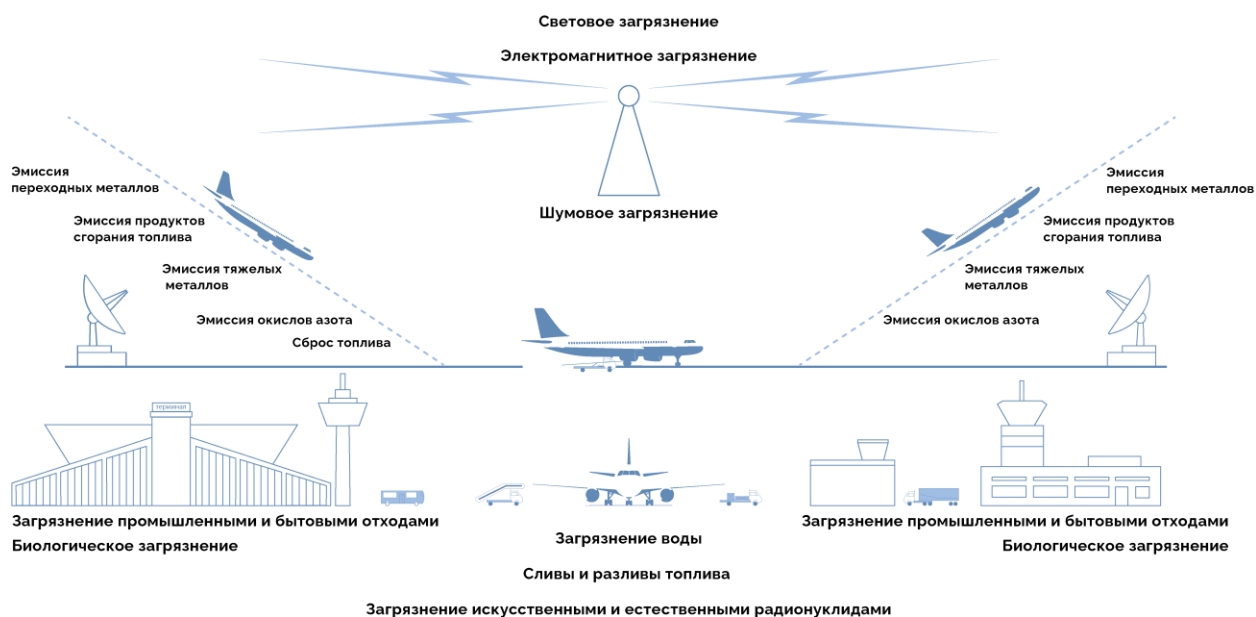 Световое загрязнение
Электромагнитное загрязнение
Эмиссия
переходных металлов
Эмиссия продуктов
сгорания топлива
Эмиссия тяжелых
металлов
Эмиссия окислов азота
Сброс топлива
Шумовое загрязнение
Эмиссия
переходных металлов
Эмиссия продуктов
сгорания топлива
Эмиссия тяжелых
металлов
Эмиссия окислов азота
терминал
Загрязнение промышленными и бытовыми отходами
Биологическое загрязнение
Загрязнение воды
Сливы и разливы топлива
Загрязнение искусственными и естественными радионуклидами
Загрязнение промышленными и бытовыми отходами
Биологическое загрязнение